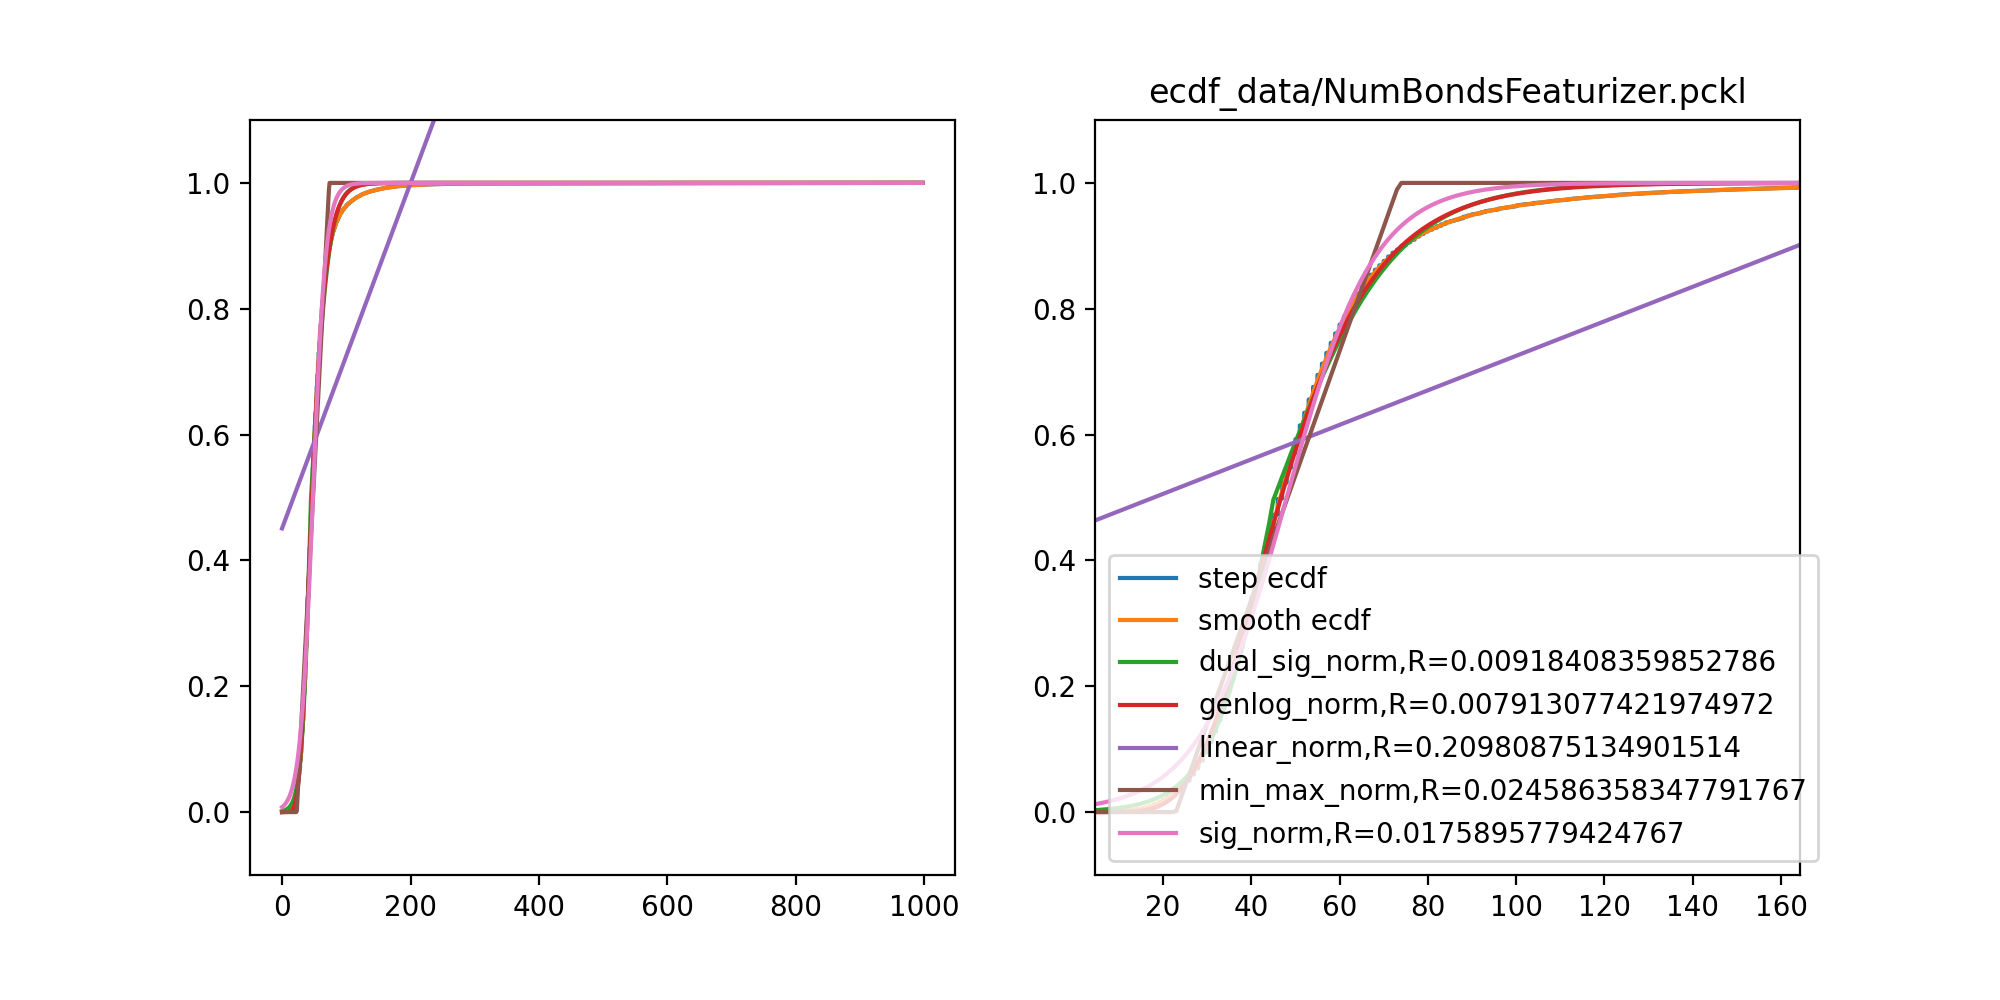 1.0
0.8
0.6
0.4
0.2
0.0
0 200 400 600 800 1000
ecdf_data/NumBondsFeaturizer.pckl
1.0
0.8
0.6
0.4
0.2
0.0
step ecdf
smooth ecdf
dual_sig_norm,R=0.00918408359852786
genlog_norm,R=0.007913077421974972
linear_norm,R=0.20980875134901514
min_max_norm,R=0.024586358347791767
sig_norm,R=0.0175895779424767
20 40 60 80 100 120 140 160